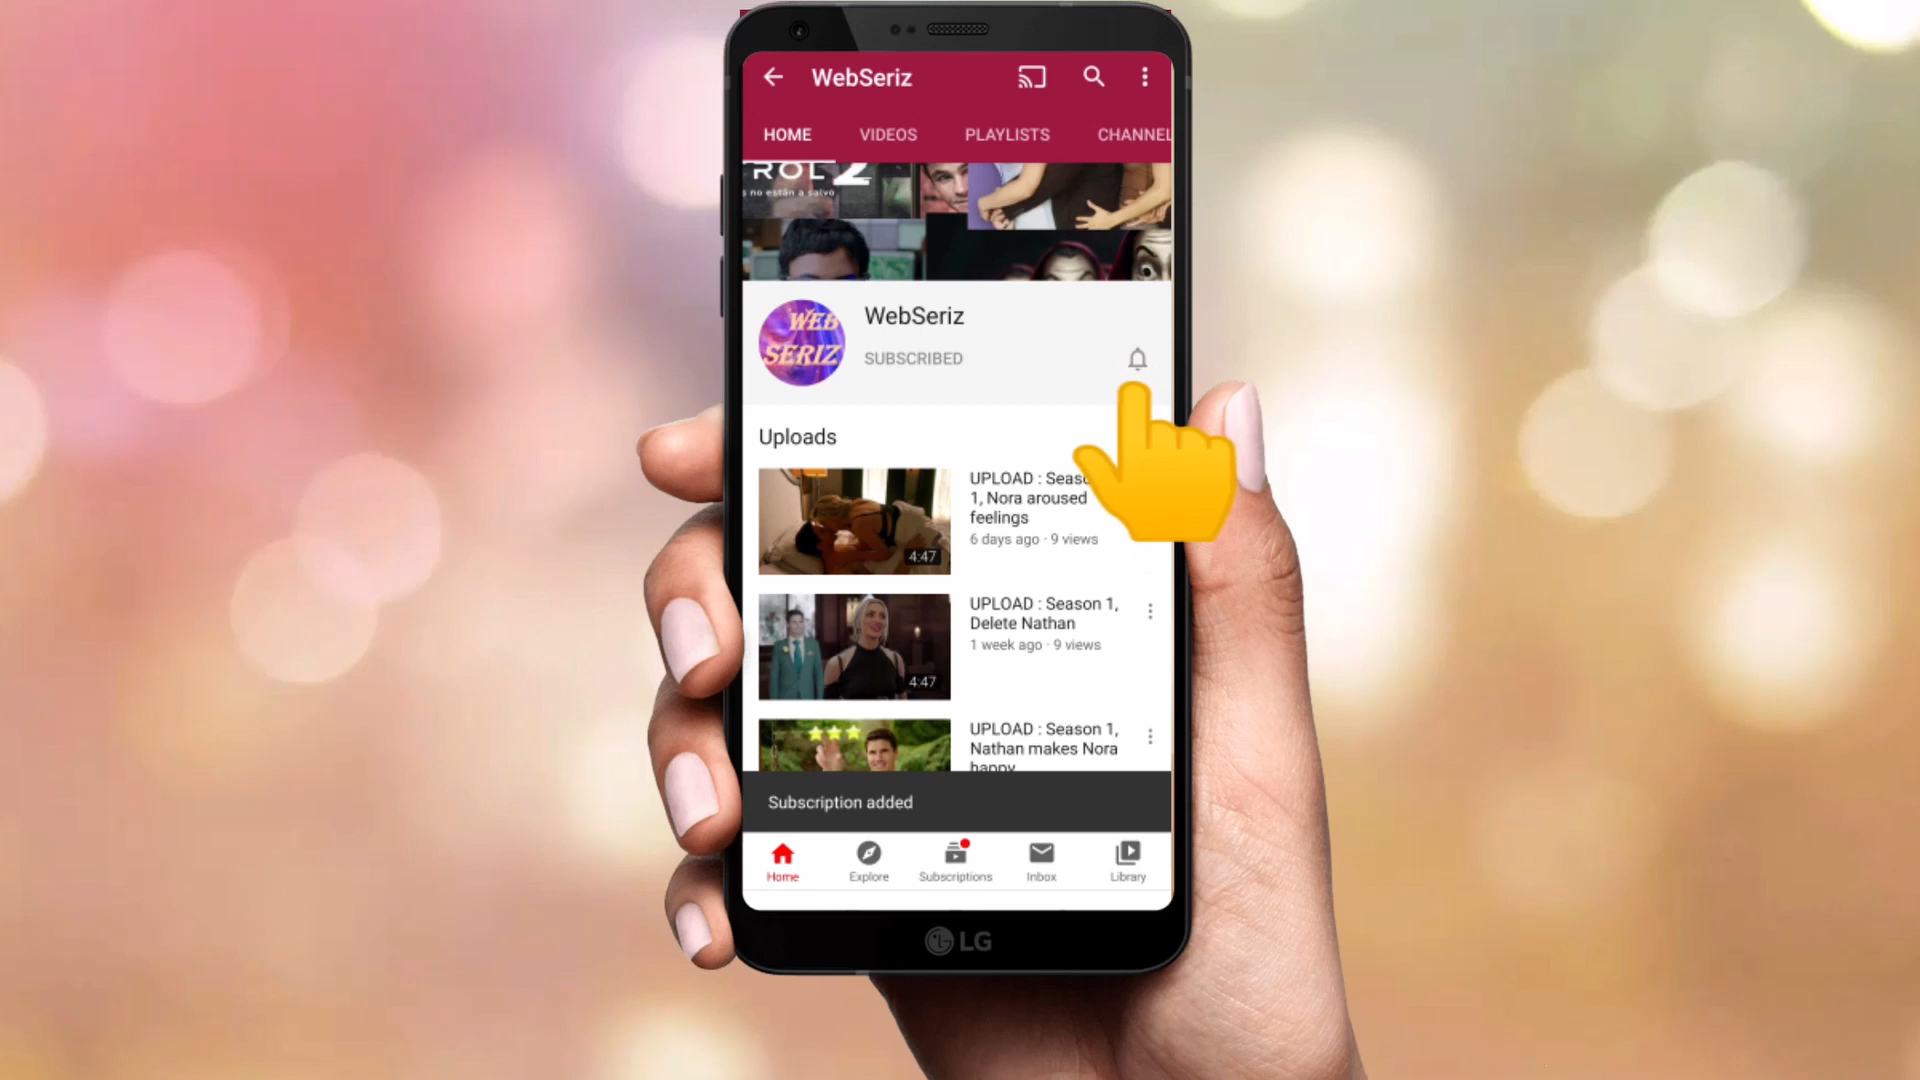 WebSeriz
HOME VIDEOS PLAYLISTS CHANNEL
ROL 2
s no están a salvo
WEB
SERIZ
WebSeriz
SUBSCRIBED
Uploads
UPLOAD : Seaso
1, Nora aroused
feelings
6 days ago · 9 views
4:47
UPLOAD : Season 1,
Delete Nathan
1 week ago · 9 views
4:47
UPLOAD : Season 1,
Nathan makes Nora
happy
Subscription added
Home Explore Subscriptions Inbox Library
LG